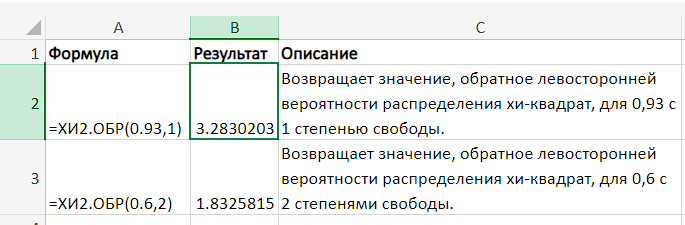 A B C
1 Формула Результат Описание
Возвращает значение, обратное левосторонней
вероятности распределения хи-квадрат, для 0,93 с
2 =ХИ2.ОБР(0.93,1) 3.2830203 1 степенью свободы.
Возвращает значение, обратное левосторонней
вероятности распределения хи-квадрат, для 0,6 с
3 =ХИ2.ОБР(0.6,2) 1.8325815 2 степенями свободы.